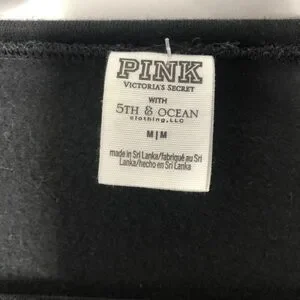 PINK
VICTORIA'S SECRET
WITH
5TH & OCEAN
clothing, LLC
M|M
made in Sri Lanka/fabriqué au Sri
Lanka/hecho en Sri Lanka